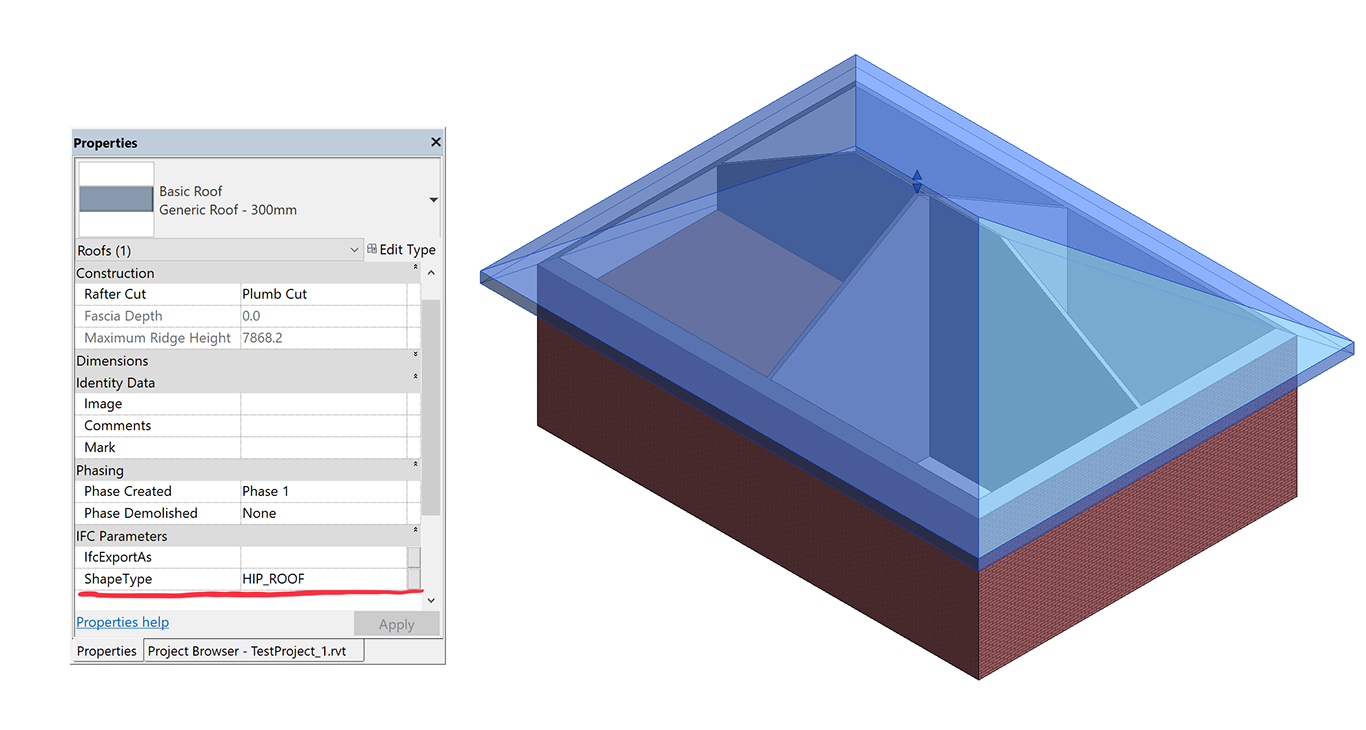 Properties
Basic Roof
Generic Roof - 300mm
Roofs (1) Edit Type
Construction
Rafter Cut Plumb Cut
Fascia Depth 0.0
Maximum Ridge Height 7868.2
Dimensions
Identity Data
Image
Comments
Mark
Phasing
Phase Created Phase 1
Phase Demolished None
IFC Parameters
IfcExportAs
ShapeType HIP_ROOF
Properties help Apply
Properties Project Browser - TestProject_1.rvt